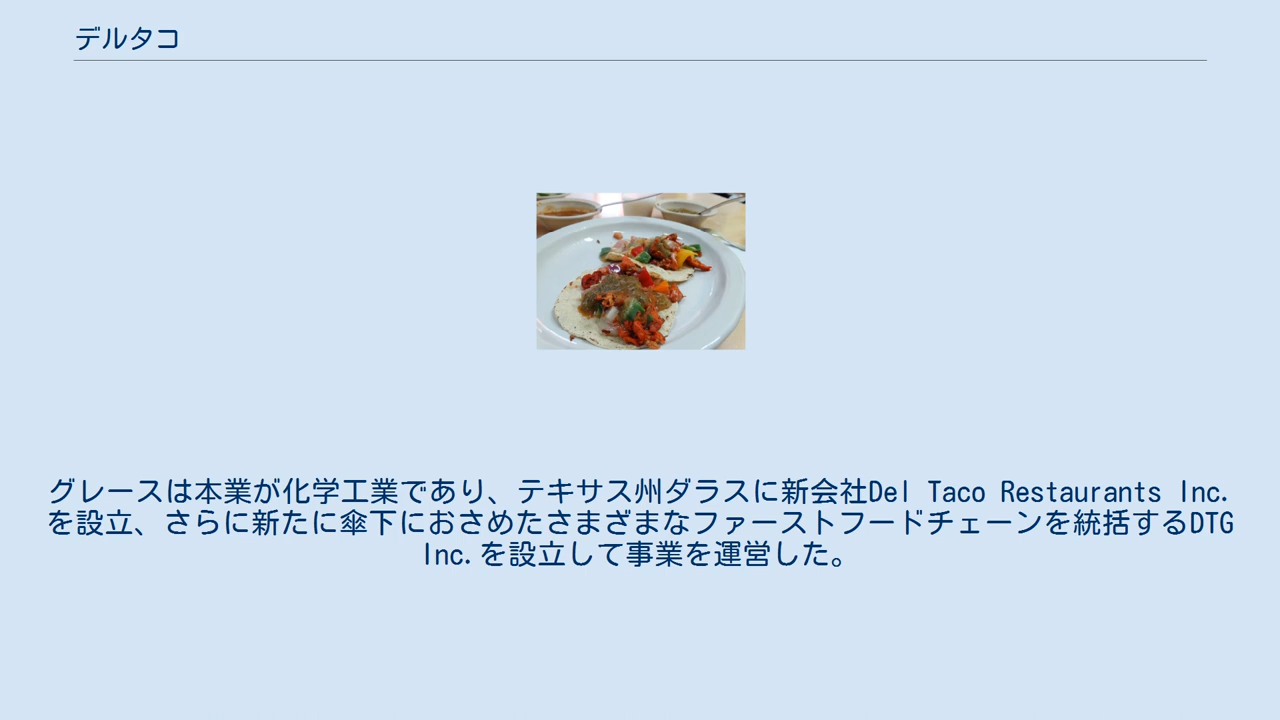 デルタコ
グレースは本業が化学工業であり、テキサス州ダラスに新会社Del Taco Restaurants Inc.
を設立、さらに新たに傘下におさめたさまざまなファーストフードチェーンを統括するDTG
Inc.を設立して事業を運営した。